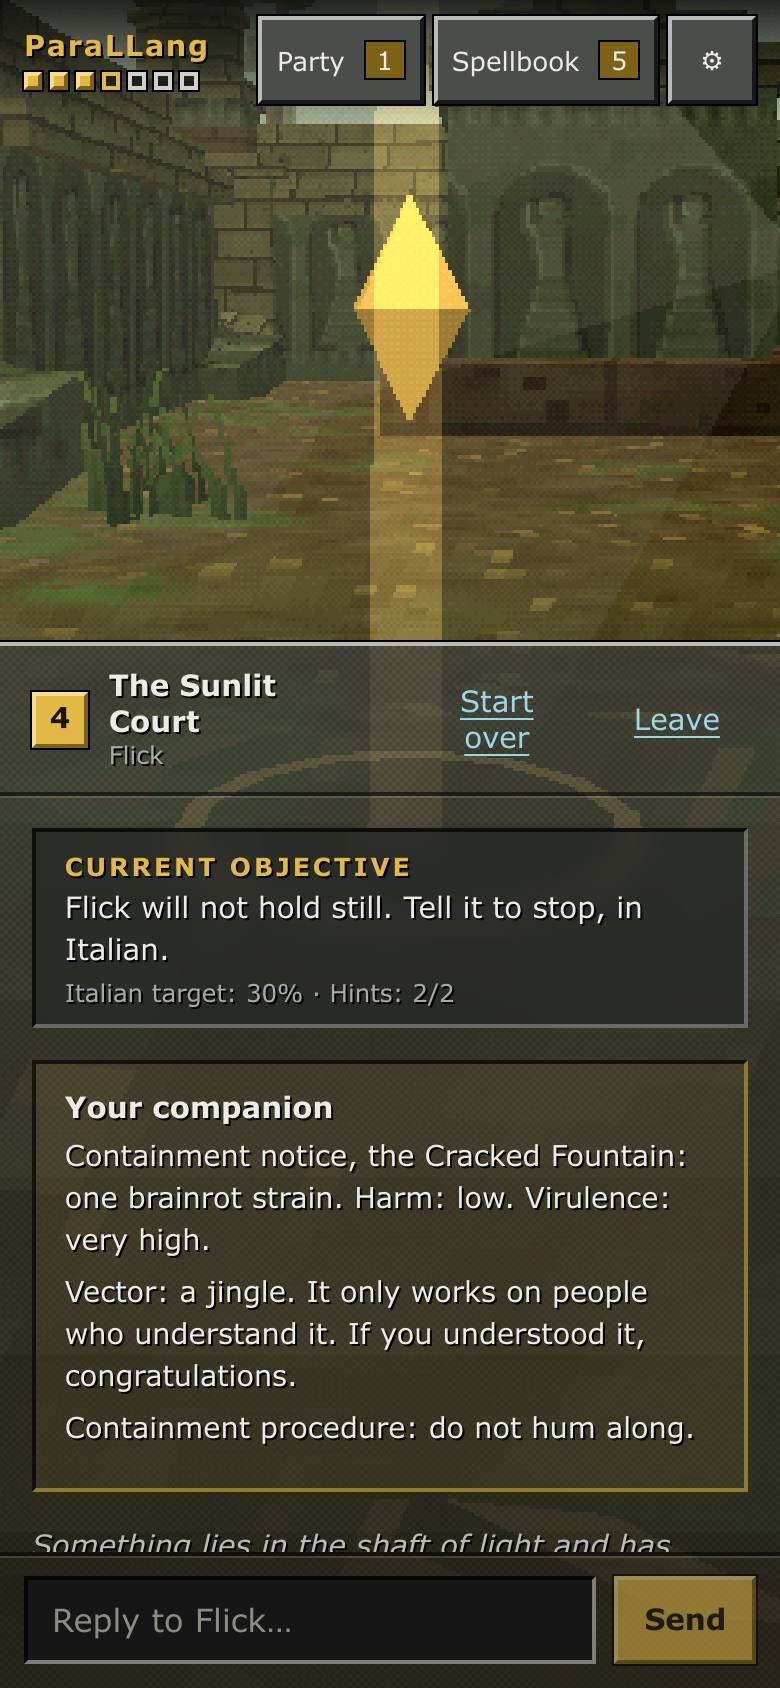 ParaLLang
Party 1
Spellbook 5
⚙
4
The Sunlit
Court
Flick
Start
over
Leave
CURRENT OBJECTIVE
Flick will not hold still. Tell it to stop, in
Italian.
Italian target: 30% · Hints: 2/2
Your companion
Containment notice, the Cracked Fountain:
one brainrot strain. Harm: low. Virulence:
very high.
Vector: a jingle. It only works on people
who understand it. If you understood it,
congratulations.
Containment procedure: do not hum along.
Something lies in the shaft of light and has
Reply to Flick…
Send